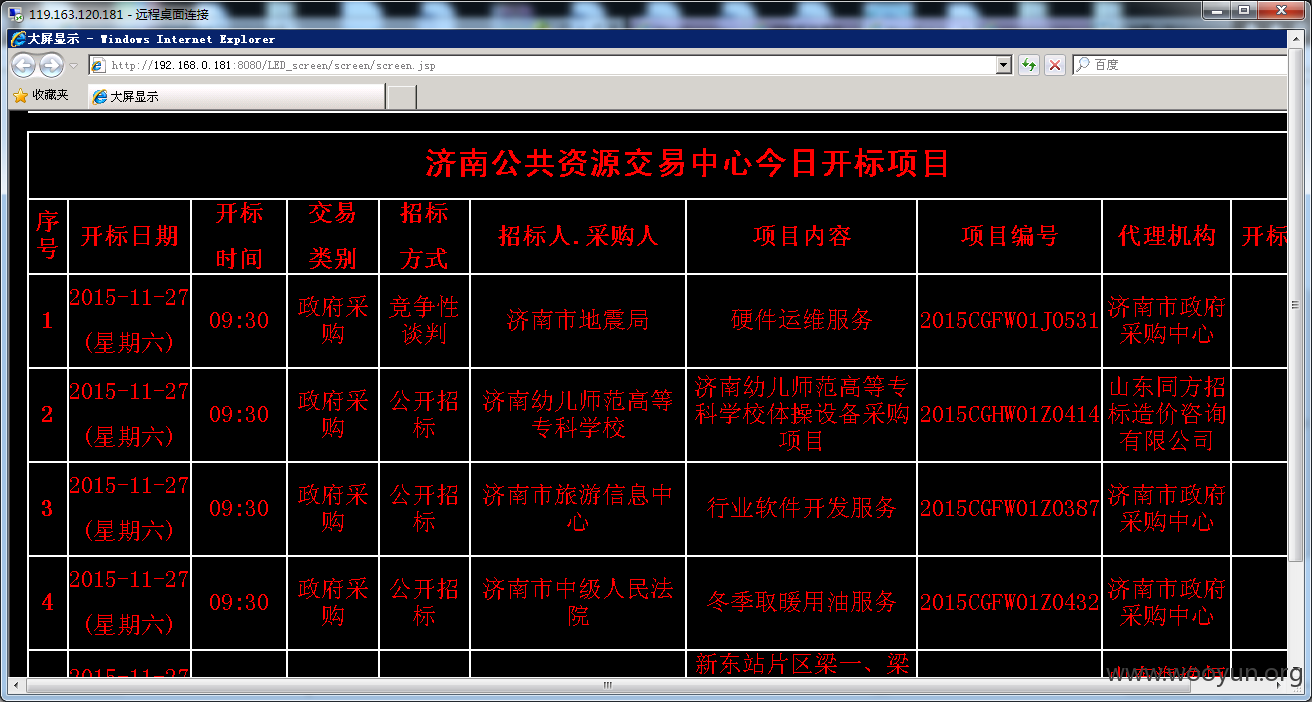 119.163.120.181 - 远程桌面连接
大屏显示 - Windows Internet Explorer
http://192.168.0.181:8080/LED_screen/screen/screen.jsp
百度
收藏夹
大屏显示
济南公共资源交易中心今日开标项目
序号 开标日期 开标时间 交易类别 招标方式 招标人.采购人 项目内容 项目编号 代理机构 开标
1 2015-11-27 (星期六) 09:30 政府采购 竞争性谈判 济南市地震局 硬件运维服务 2015CGFW01J0531 济南市政府采购中心
2 2015-11-27 (星期六) 09:30 政府采购 公开招标 济南幼儿师范高等专科学校 济南幼儿师范高等专科学校体操设备采购项目 2015CGHW01Z0414 山东同方招标造价咨询有限公司
3 2015-11-27 (星期六) 09:30 政府采购 公开招标 济南市旅游信息中心 行业软件开发服务 2015CGFW01Z0387 济南市政府采购中心
4 2015-11-27 (星期六) 09:30 政府采购 公开招标 济南市中级人民法院 冬季取暖用油服务 2015CGFW01Z0432 济南市政府采购中心
2015-11-27 新东站片区梁一、梁
www.wooyun.org